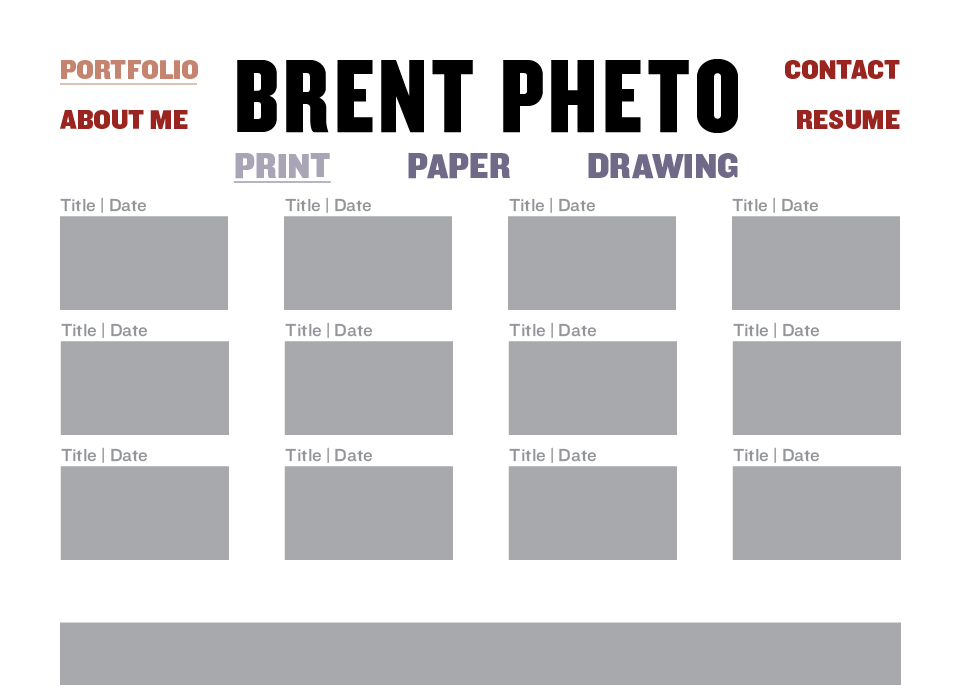 PORTFOLIO
ABOUT ME
BRENT PHETO
CONTACT
RESUME
PRINT PAPER DRAWING
Title | Date Title | Date Title | Date Title | Date
Title | Date Title | Date Title | Date Title | Date
Title | Date Title | Date Title | Date Title | Date